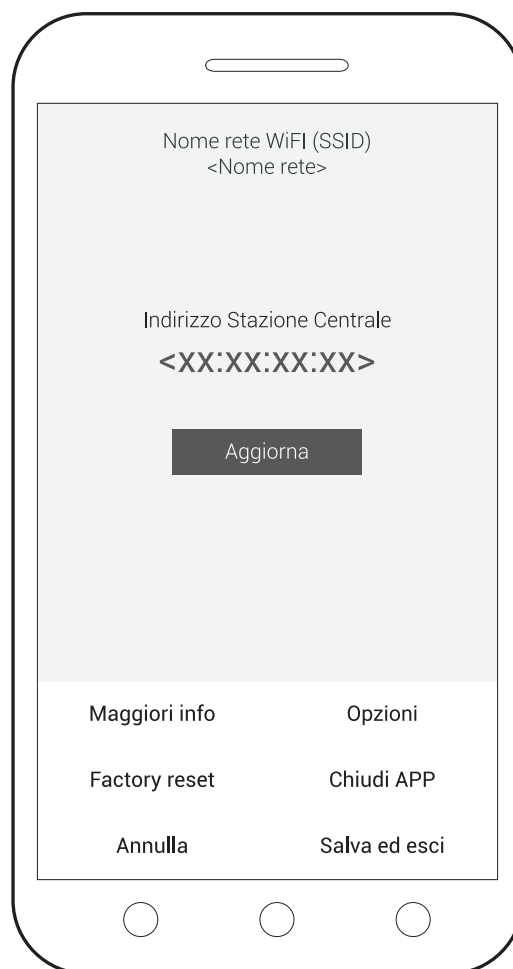 Nome rete WiFI (SSID)
<Nome rete>
Indirizzo Stazione Centrale
<xx:xx:xx:xx>
Aggiorna
Maggiori info
Opzioni
Factory reset
Chiudi APP
Annulla
Salva ed esci